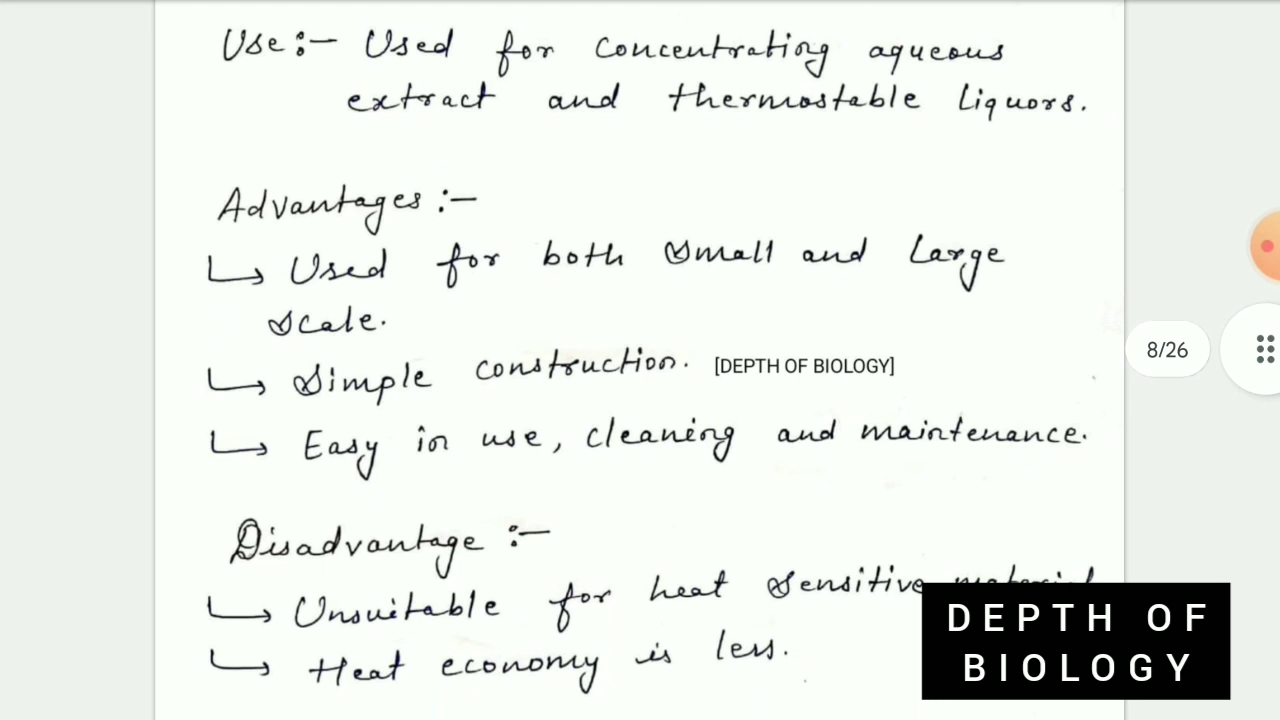 Use :- Used for concentrating aqueous
extract and thermostable liquors.
Advantages :-
↳ Used for both small and large
scale.
↳ Simple construction. [DEPTH OF BIOLOGY]
↳ Easy in use, cleaning and maintenance.
8/26
Disadvantage :-
↳ Unsuitable for heat sensitive material
↳ Heat economy is less.
DEPTH OF
BIOLOGY